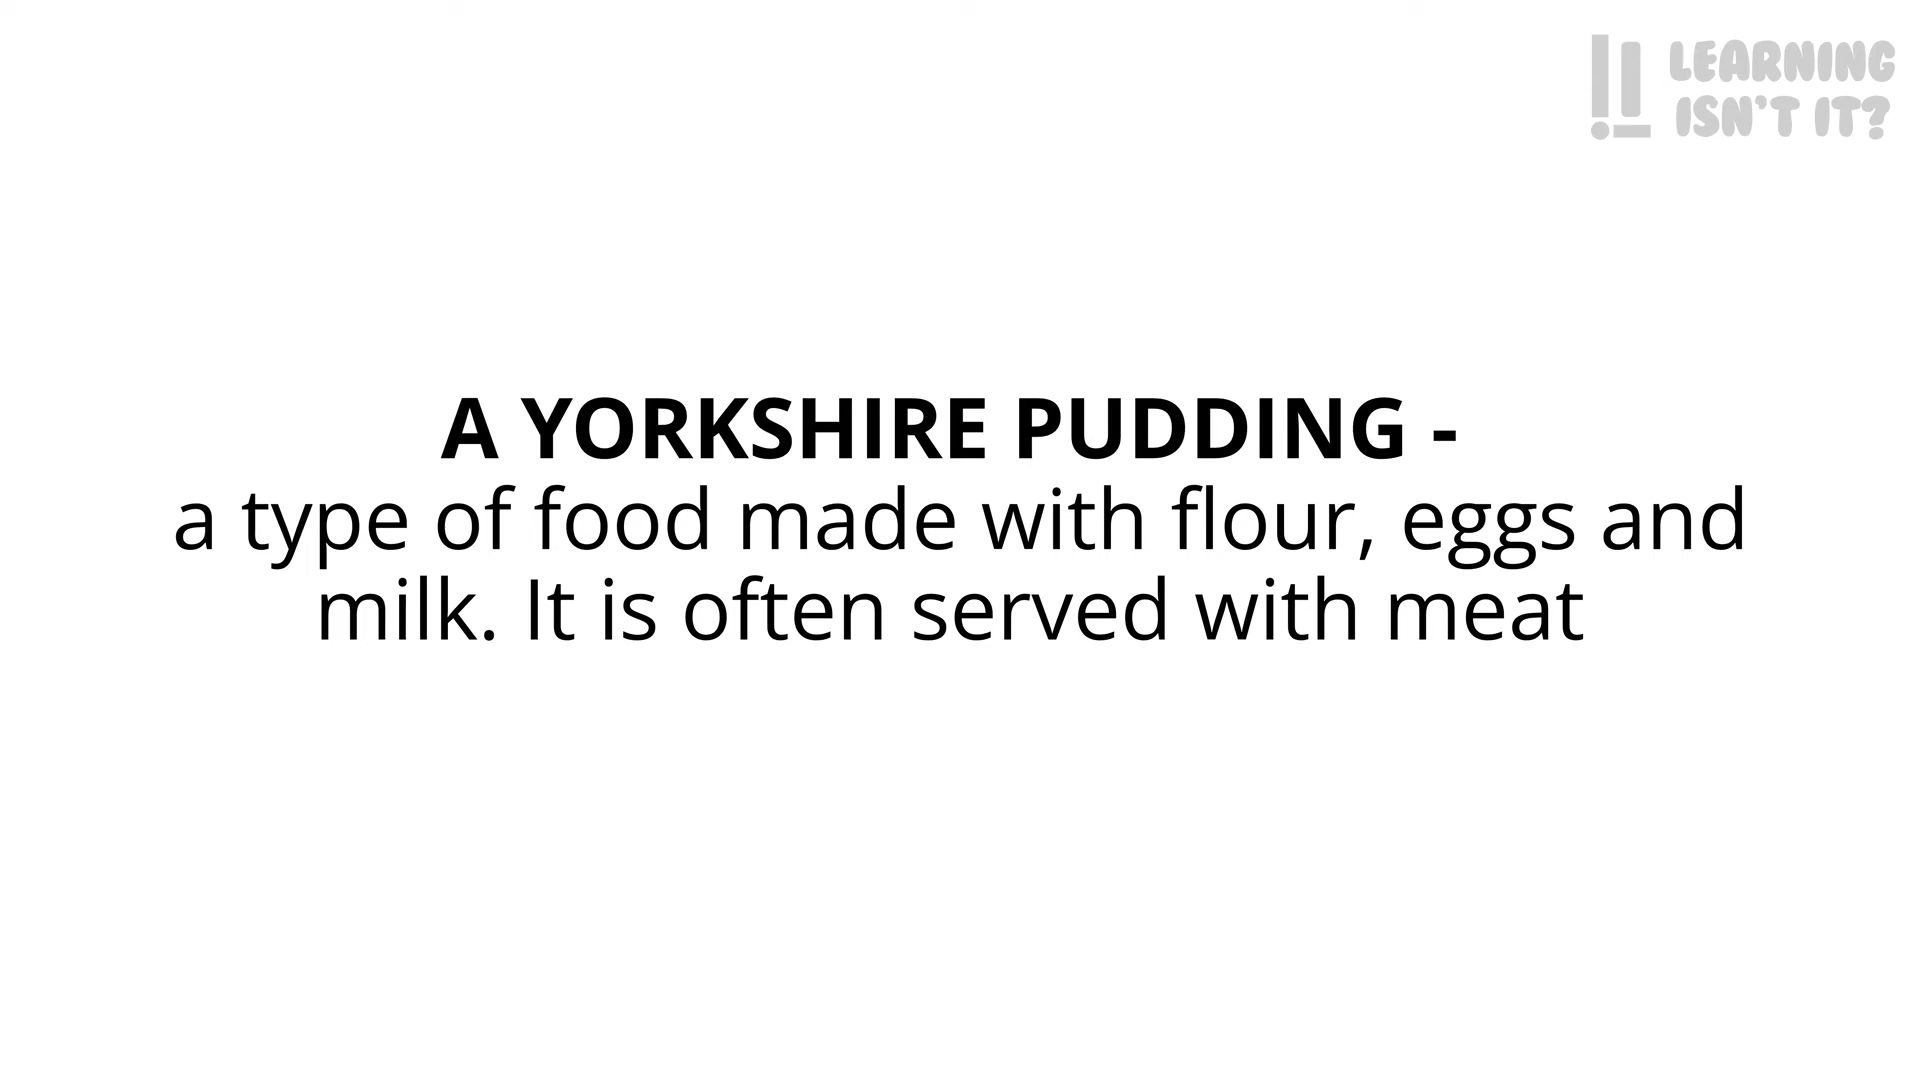 LEARNING
ISN'T IT?
A YORKSHIRE PUDDING -
a type of food made with flour, eggs and
milk. It is often served with meat